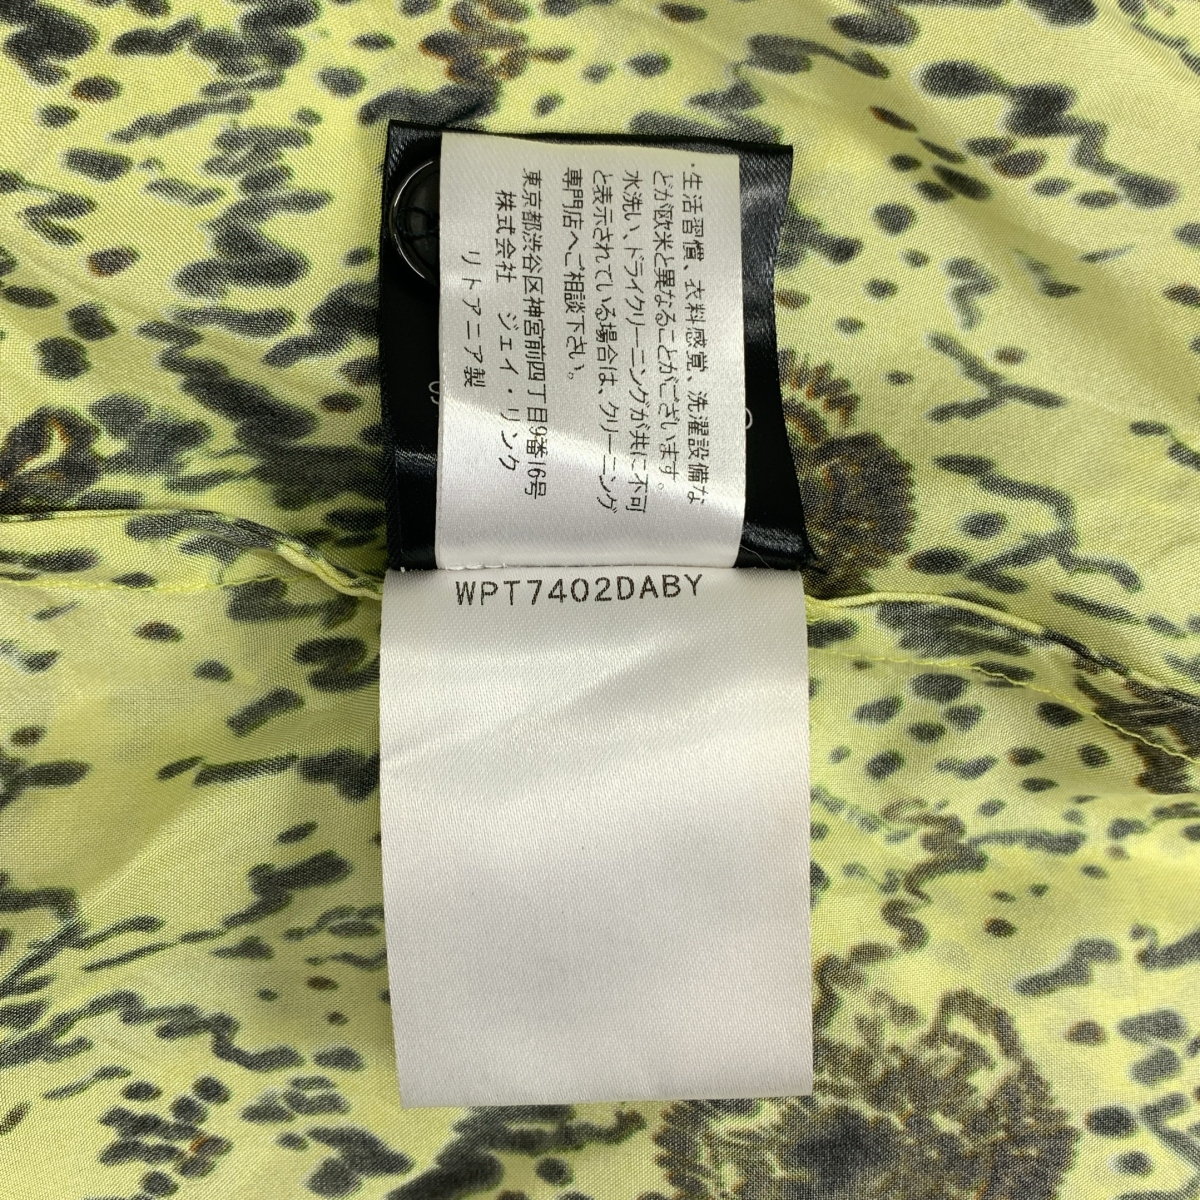 ・生活習慣、衣料感覚、洗濯設備な
どが欧米と異なることがございます。
水洗い、ドライクリーニングが共に不可
と表示されている場合は、クリーニング
専門店へご相談下さい。
東京都渋谷区神宮前四丁目9番16号
株式会社 ジェイ・リンク
リトアニア製
WPT7402DABY